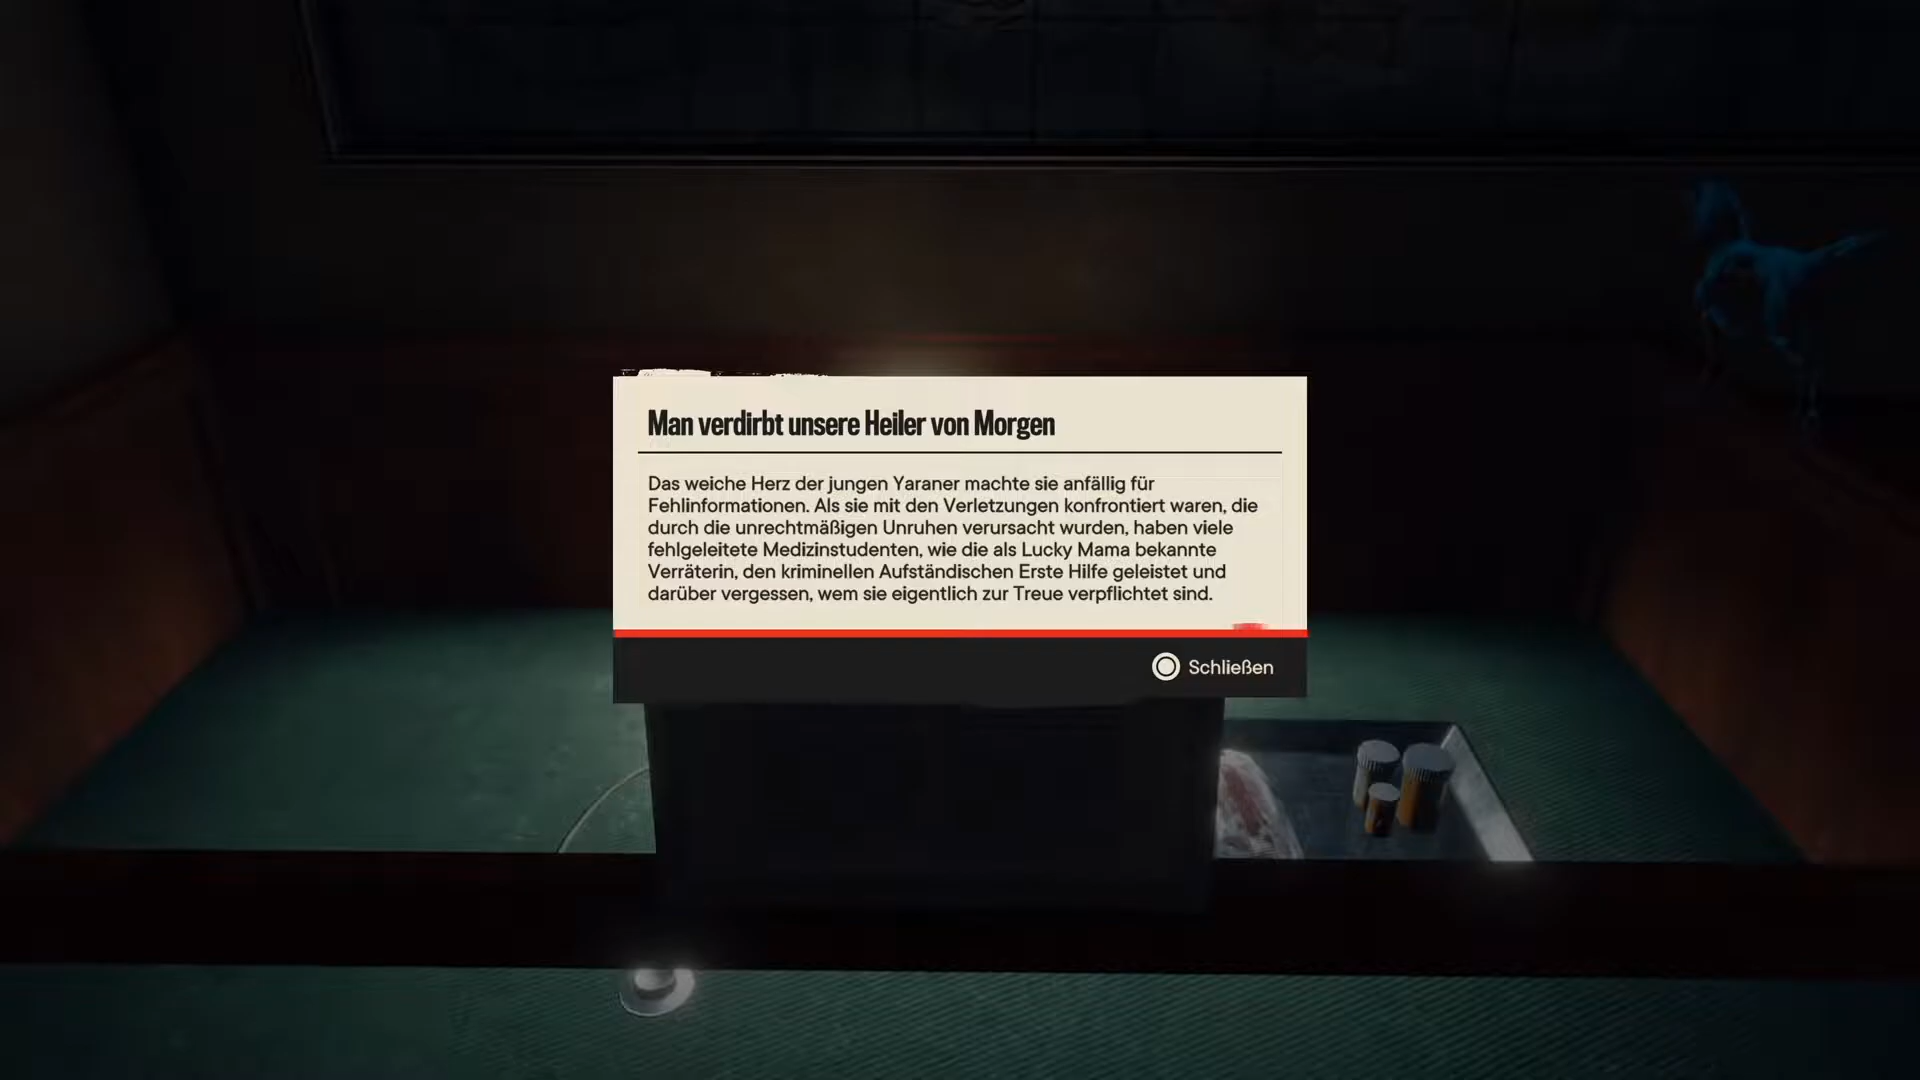 Man verdirbt unsere Heiler von Morgen
Das weiche Herz der jungen Yaraner machte sie anfällig für
Fehlinformationen. Als sie mit den Verletzungen konfrontiert waren, die
durch die unrechtmäßigen Unruhen verursacht wurden, haben viele
fehlgeleitete Medizinstudenten, wie die als Lucky Mama bekannte
Verräterin, den kriminellen Aufständischen Erste Hilfe geleistet und
darüber vergessen, wem sie eigentlich zur Treue verpflichtet sind.
Schließen